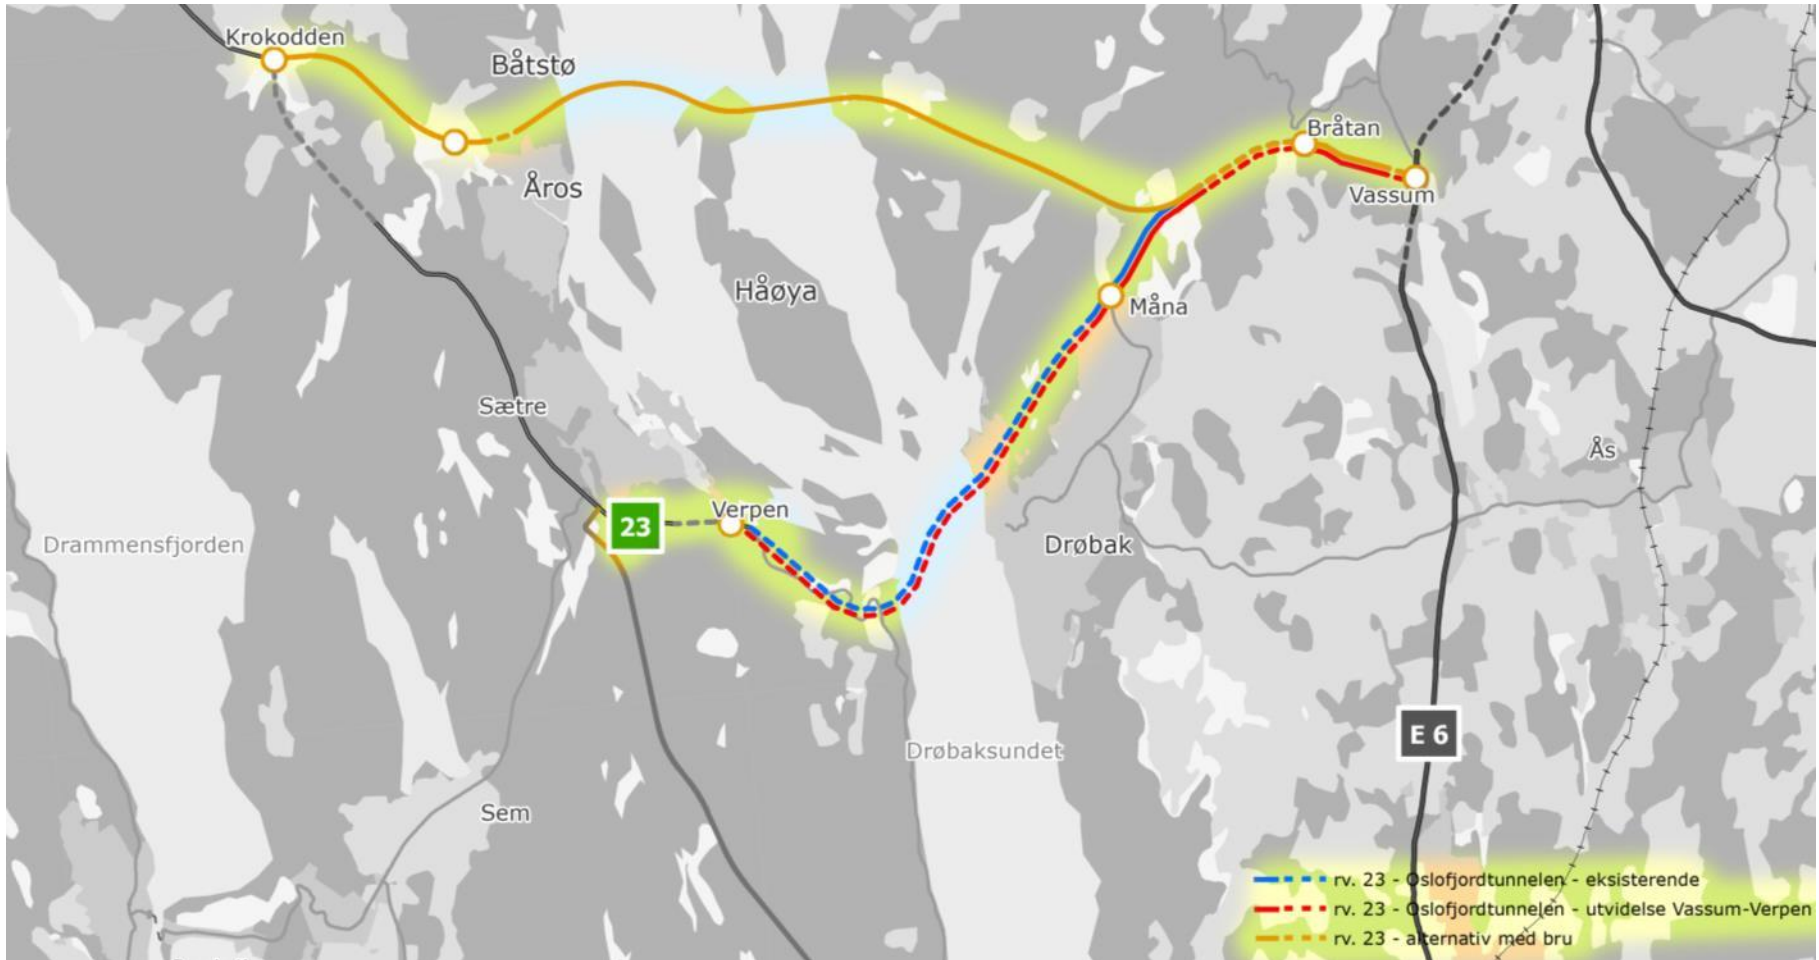 Krokodden
Båtstø
Bråtan
Åros
Vassum
Håøya
Måna
Sætre
Ås
Verpen
23
Drøbak
Drammensfjorden
E 6
Drøbaksundet
Sem
rv. 23 - Oslofjordtunnelen - eksisterende
rv. 23 - Oslofjordtunnelen - utvidelse Vassum-Verpen
rv. 23 - alternativ med bru